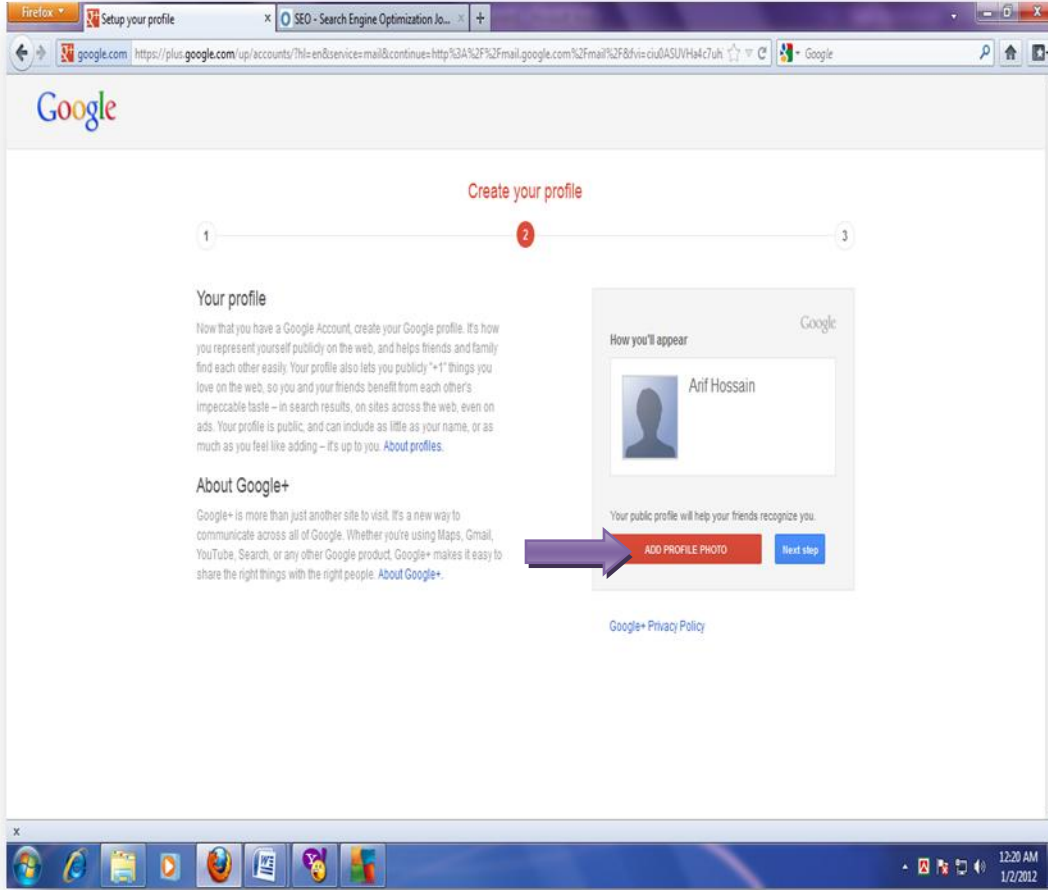 Firefox
Setup your profile x
SEO - Search Engine Optimization Jo... x
+
google.com https://plus.google.com/up/accounts/?hl=en&service=mail&continue=http%3A%2F%2Fmail.google.com%2Fmail%2F&fvi=ciu0ASUVHa4c7uh
Google
Google
Create your profile
1 2 3
Your profile
Now that you have a Google Account, create your Google profile. It's how
you represent yourself publicly on the web, and helps friends and family
find each other easily. Your profile also lets you publicly "+1" things you
love on the web, so you and your friends benefit from each other's
impeccable taste – in search results, on sites across the web, even on
ads. Your profile is public, and can include as little as your name, or as
much as you feel like adding – it's up to you. About profiles.
About Google+
Google+ is more than just another site to visit. It's a new way to
communicate across all of Google. Whether you're using Maps, Gmail,
YouTube, Search, or any other Google product, Google+ makes it easy to
share the right things with the right people. About Google+.
Google
How you'll appear
Arif Hossain
Your public profile will help your friends recognize you.
ADD PROFILE PHOTO
Next step
Google+ Privacy Policy
x
12:20 AM
1/2/2012